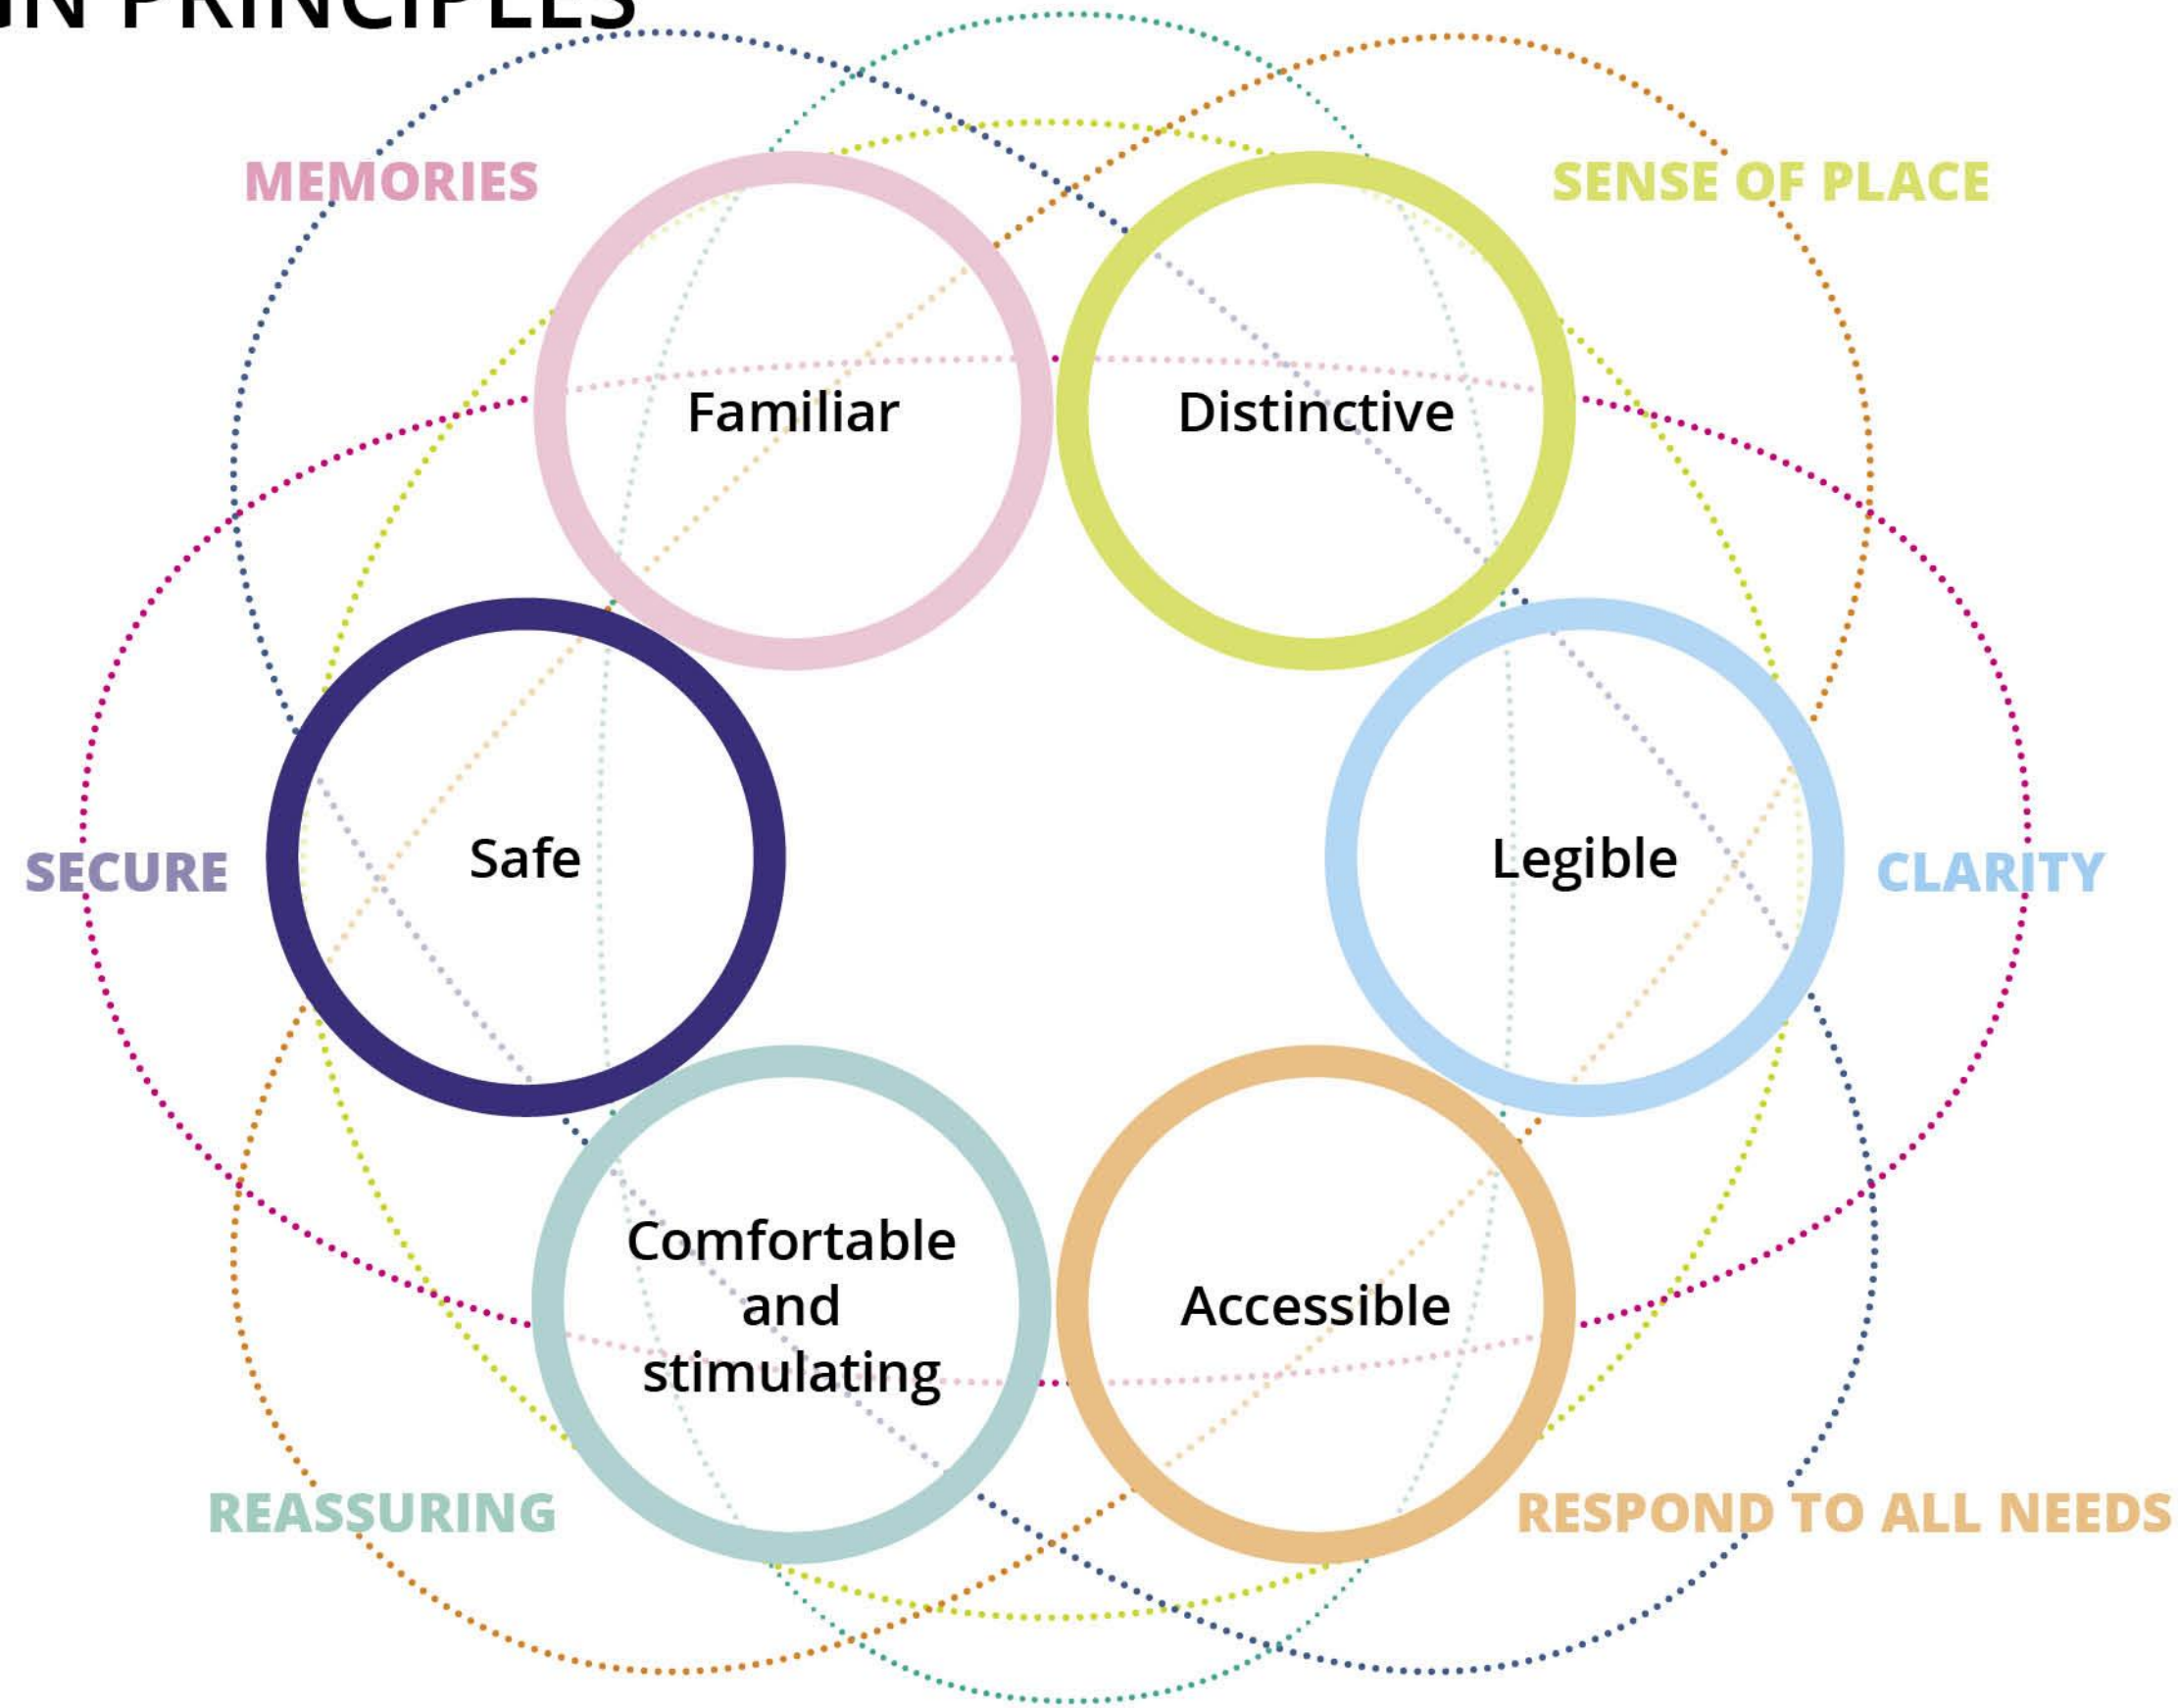 IN PRINCIPLES
MEMORIES
SENSE OF PLACE
Familiar
Distinctive
Safe
Legible
SECURE
CLARITY
Comfortable
and
stimulating
Accessible
REASSURING
RESPOND TO ALL NEEDS